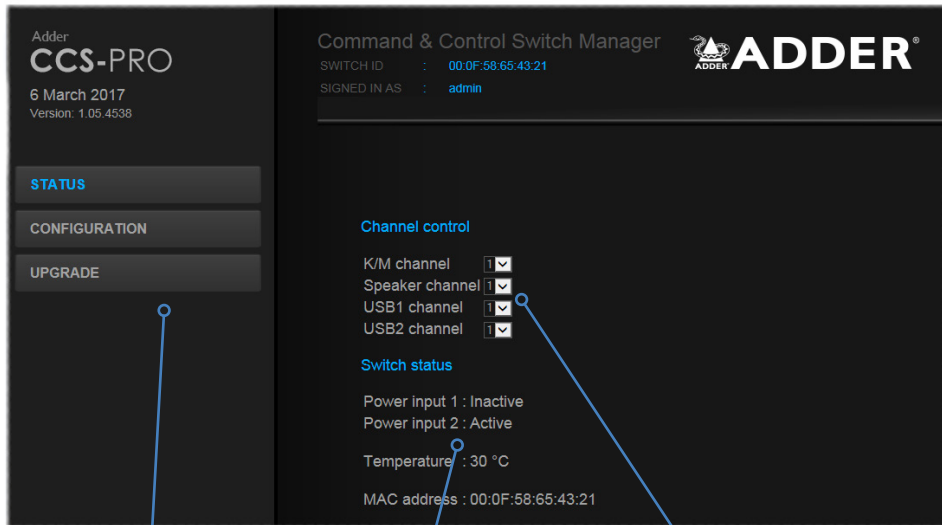 Adder
CCS-PRO
6 March 2017
Version: 1.05.4538
Command & Control Switch Manager
SWITCH ID : 00:0F:58:65:43:21
SIGNED IN AS : admin
ADDER
ADDER®
STATUS
CONFIGURATION
UPGRADE
Channel control
K/M channel 1
Speaker channel 1
USB1 channel 1
USB2 channel 1
Switch status
Power input 1 : Inactive
Power input 2 : Active
Temperature : 30 °C
MAC address : 00:0F:58:65:43:21